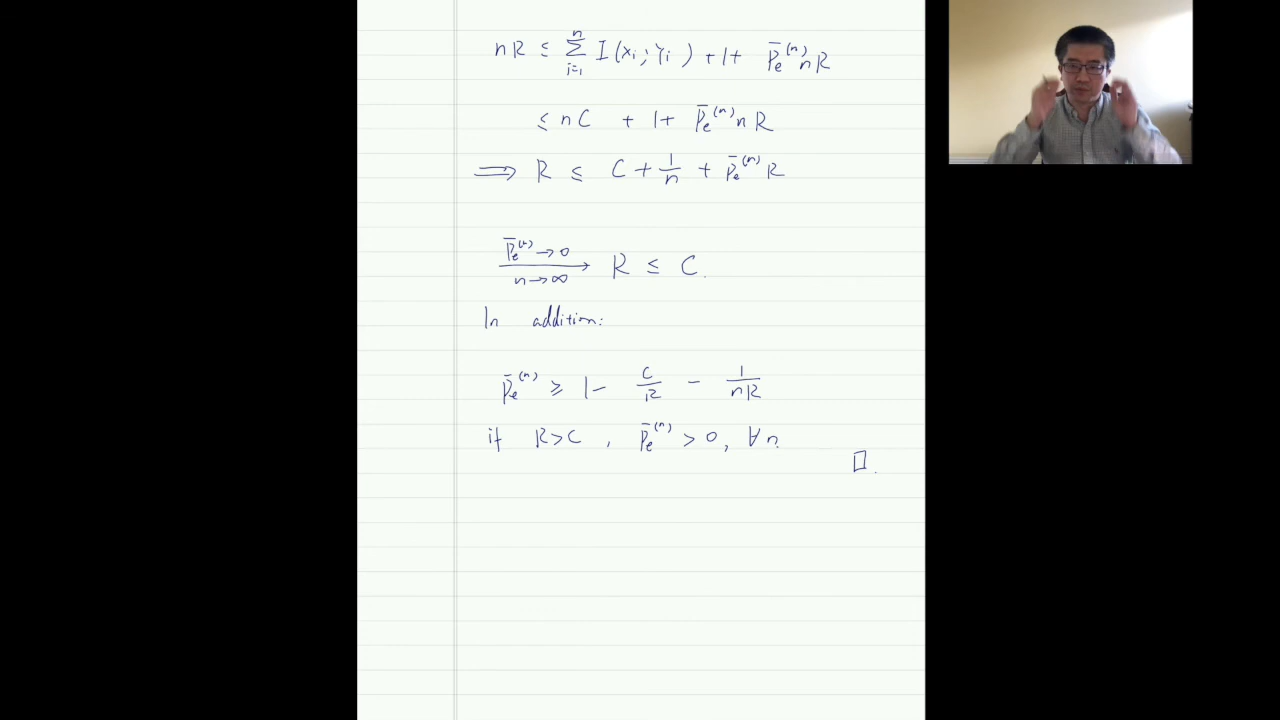 nR ≤ Σ_{i=1}^{n} I(X_i; Y_i) + 1 + P̄_e^{(n)} nR
≤ nC + 1 + P̄_e^{(n)} nR
⟹ R ≤ C + 1/n + P̄_e^{(n)} R
P̄_e^{(n)} → 0
n → ∞
R ≤ C.
In addition:
P̄_e^{(n)} ≥ 1 - C/R - 1/(nR)
if R > C, P̄_e^{(n)} > 0, ∀ n.
□.